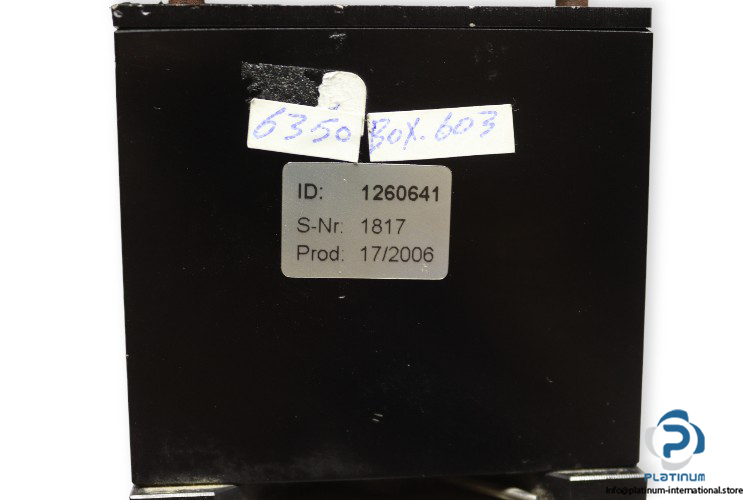 6350 BOX.603
ID: 1260641
S-Nr: 1817
Prod: 17/2006
PLATINUM
info@platinum-international.store